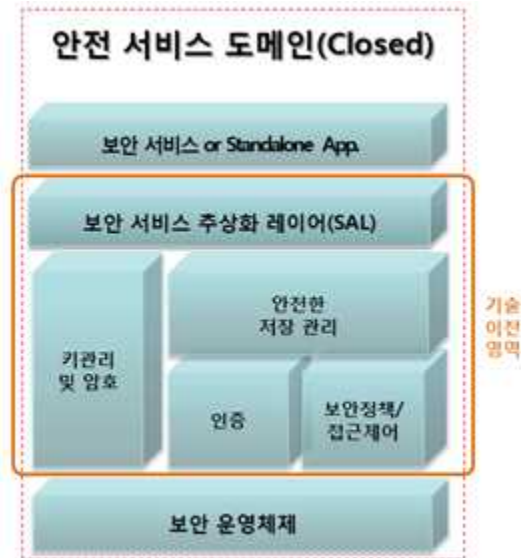 안전 서비스 도메인(Closed)
보안 서비스 or Standalone App.
보안 서비스 추상화 레이어(SAL)
안전한
저장 관리
키관리
및 암호
인증
보안정책/
접근제어
기술
이전
영역
보안 운영체제